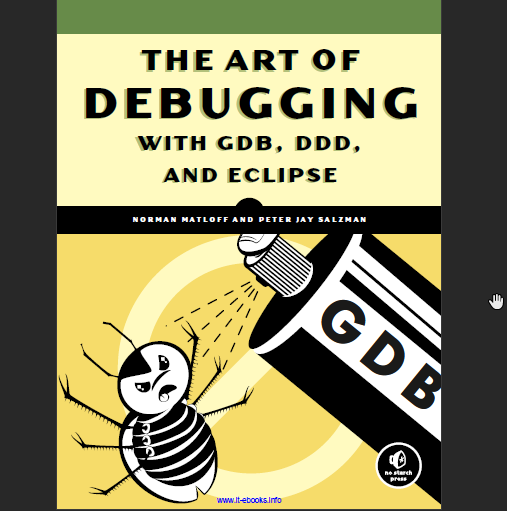 THE ART OF
DEBUGGING
WITH GDB, DDD,
AND ECLIPSE
NORMAN MATLOFF AND PETER JAY SALZMAN
GDB
no starch
press
www.it-ebooks.info